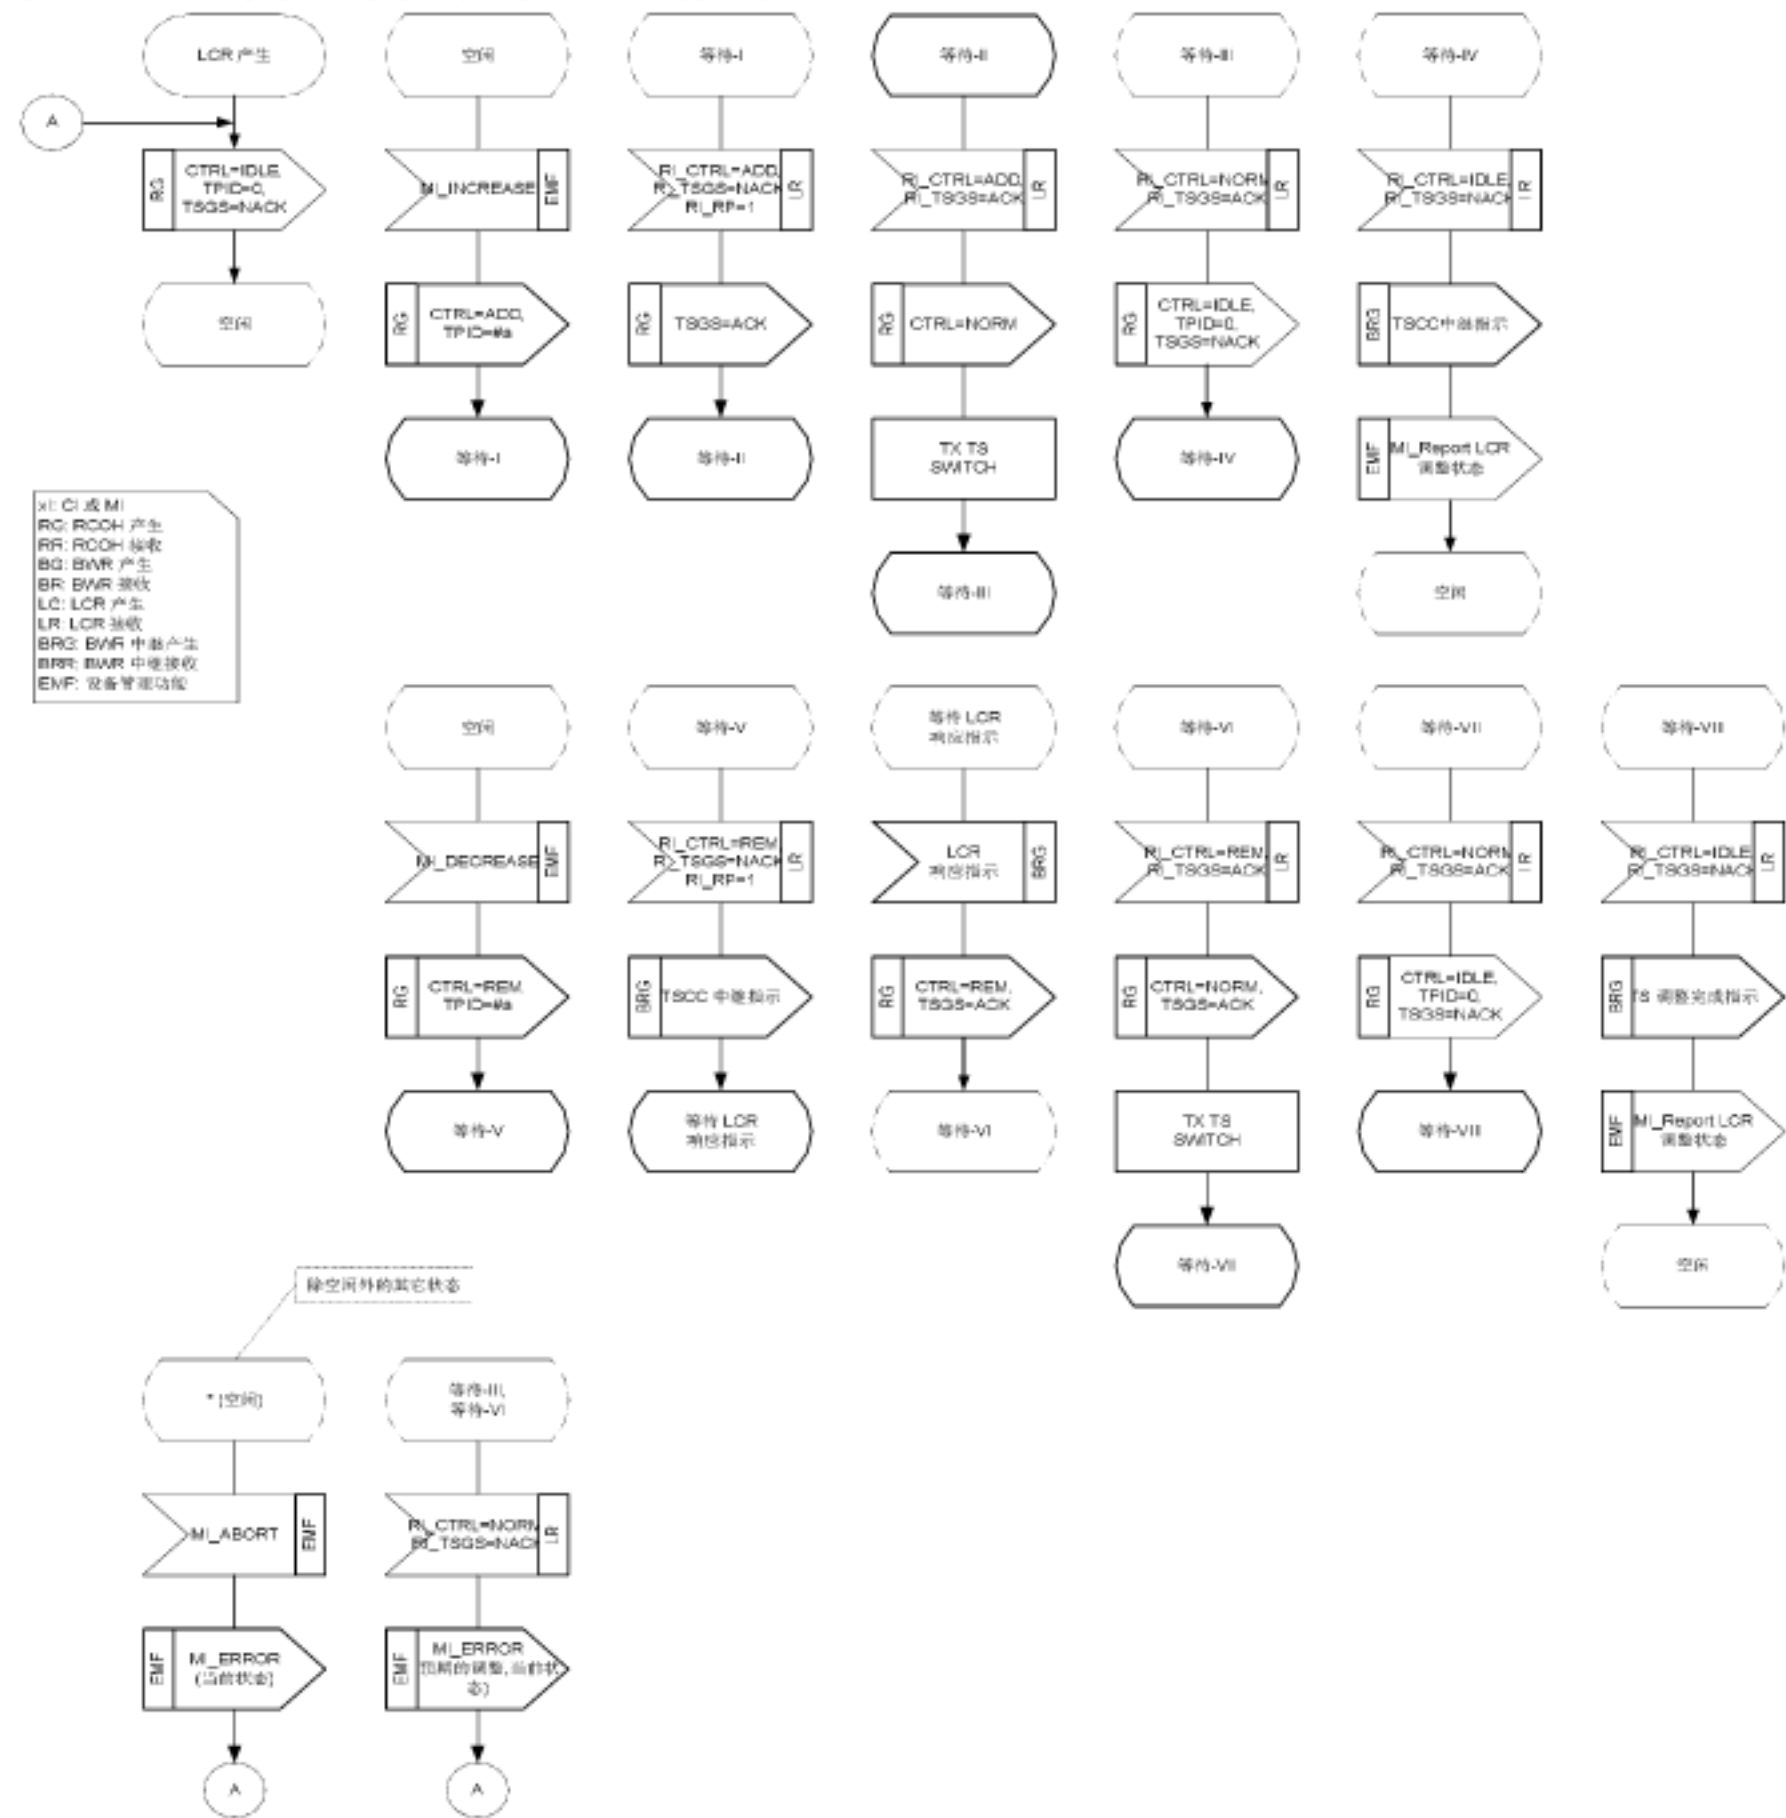 LCR 产生
空闲
等待-I
等待-II
等待-III
等待-IV
A
RG
CTRL=IDLE,
TPID=0,
TSGS=NACK
MI_INCREASE
EMF
RI_CTRL=ADD,
RI_TSGS=NACK
RI_RP=1
LR
RI_CTRL=ADD,
RI_TSGS=ACK
LR
RI_CTRL=NORM
RI_TSGS=ACK
LR
RI_CTRL=IDLE,
RI_TSGS=NACK
LR
空闲
RG
CTRL=ADD,
TPID=#a
RG
TSGS=ACK
RG
CTRL=NORM
RG
CTRL=IDLE,
TPID=0,
TSGS=NACK
BRG
TSCC中继指示
等待-I
等待-II
TX TS
SWITCH
等待-IV
EMF
MI_Report LCR
调整状态
等待-III
空闲
xI: CI 或 MI
RG: RCOH 产生
RR: RCOH 接收
BG: BWR 产生
BR: BWR 接收
LG: LCR 产生
LR: LCR 接收
BRG: BWR 中继产生
BRR: BWR 中继接收
EMF: 设备管理功能
空闲
等待-V
等待 LCR
响应指示
等待-VI
等待-VII
等待-VIII
MI_DECREASE
EMF
RI_CTRL=REM,
RI_TSGS=NACK
RI_RP=1
LR
LCR
响应指示
BRG
RI_CTRL=REM,
RI_TSGS=ACK
LR
RI_CTRL=NORM
RI_TSGS=ACK
LR
RI_CTRL=IDLE,
RI_TSGS=NACK
LR
RG
CTRL=REM,
TPID=#a
BRG
TSCC 中继指示
RG
CTRL=REM,
TSGS=ACK
RG
CTRL=NORM,
TSGS=ACK
RG
CTRL=IDLE,
TPID=0,
TSGS=NACK
BRG
TS 调整完成指示
等待-V
等待 LCR
响应指示
等待-VI
TX TS
SWITCH
等待-VIII
EMF
MI_Report LCR
调整状态
等待-VII
空闲
除空闲外的其它状态
* (空闲)
等待-III,
等待-VI
MI_ABORT
EMF
RI_CTRL=NORM
RI_TSGS=NACK
LR
EMF
MI_ERROR
(当前状态)
EMF
MI_ERROR
预期的调整,当前状
态)
A
A